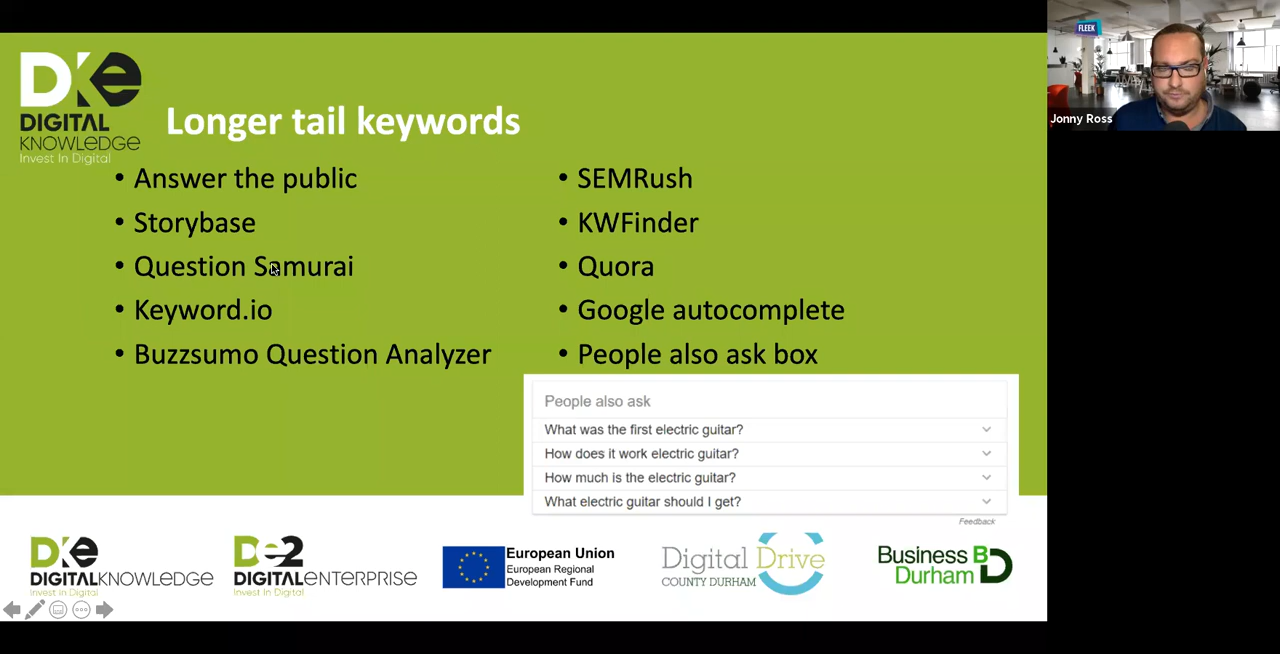 DKe
DIGITAL
KNOWLEDGE
Invest In Digital
Longer tail keywords
• Answer the public
• Storybase
• Question Samurai
• Keyword.io
• Buzzsumo Question Analyzer
• SEMRush
• KWFinder
• Quora
• Google autocomplete
• People also ask box
People also ask
What was the first electric guitar?
How does it work electric guitar?
How much is the electric guitar?
What electric guitar should I get?
Feedback
DKe
DIGITALKNOWLEDGE
Invest In Digital
De2
DIGITALENTERPRISE
Invest In Digital
European Union
European Regional
Development Fund
Digital Drive
COUNTY DURHAM
Business
Durham
BD
FLEEK
Jonny Ross